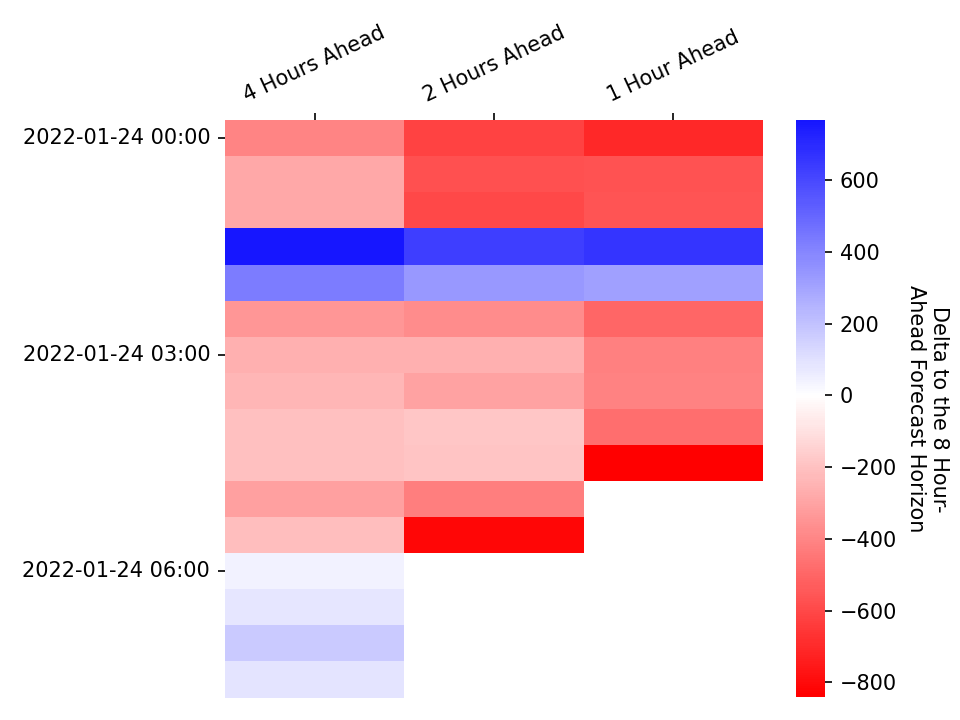 4 Hours Ahead
2 Hours Ahead
1 Hour Ahead
2022-01-24 00:00
2022-01-24 03:00
2022-01-24 06:00
600
400
200
0
−200
−400
−600
−800
Delta to the 8 Hour-
Ahead Forecast Horizon